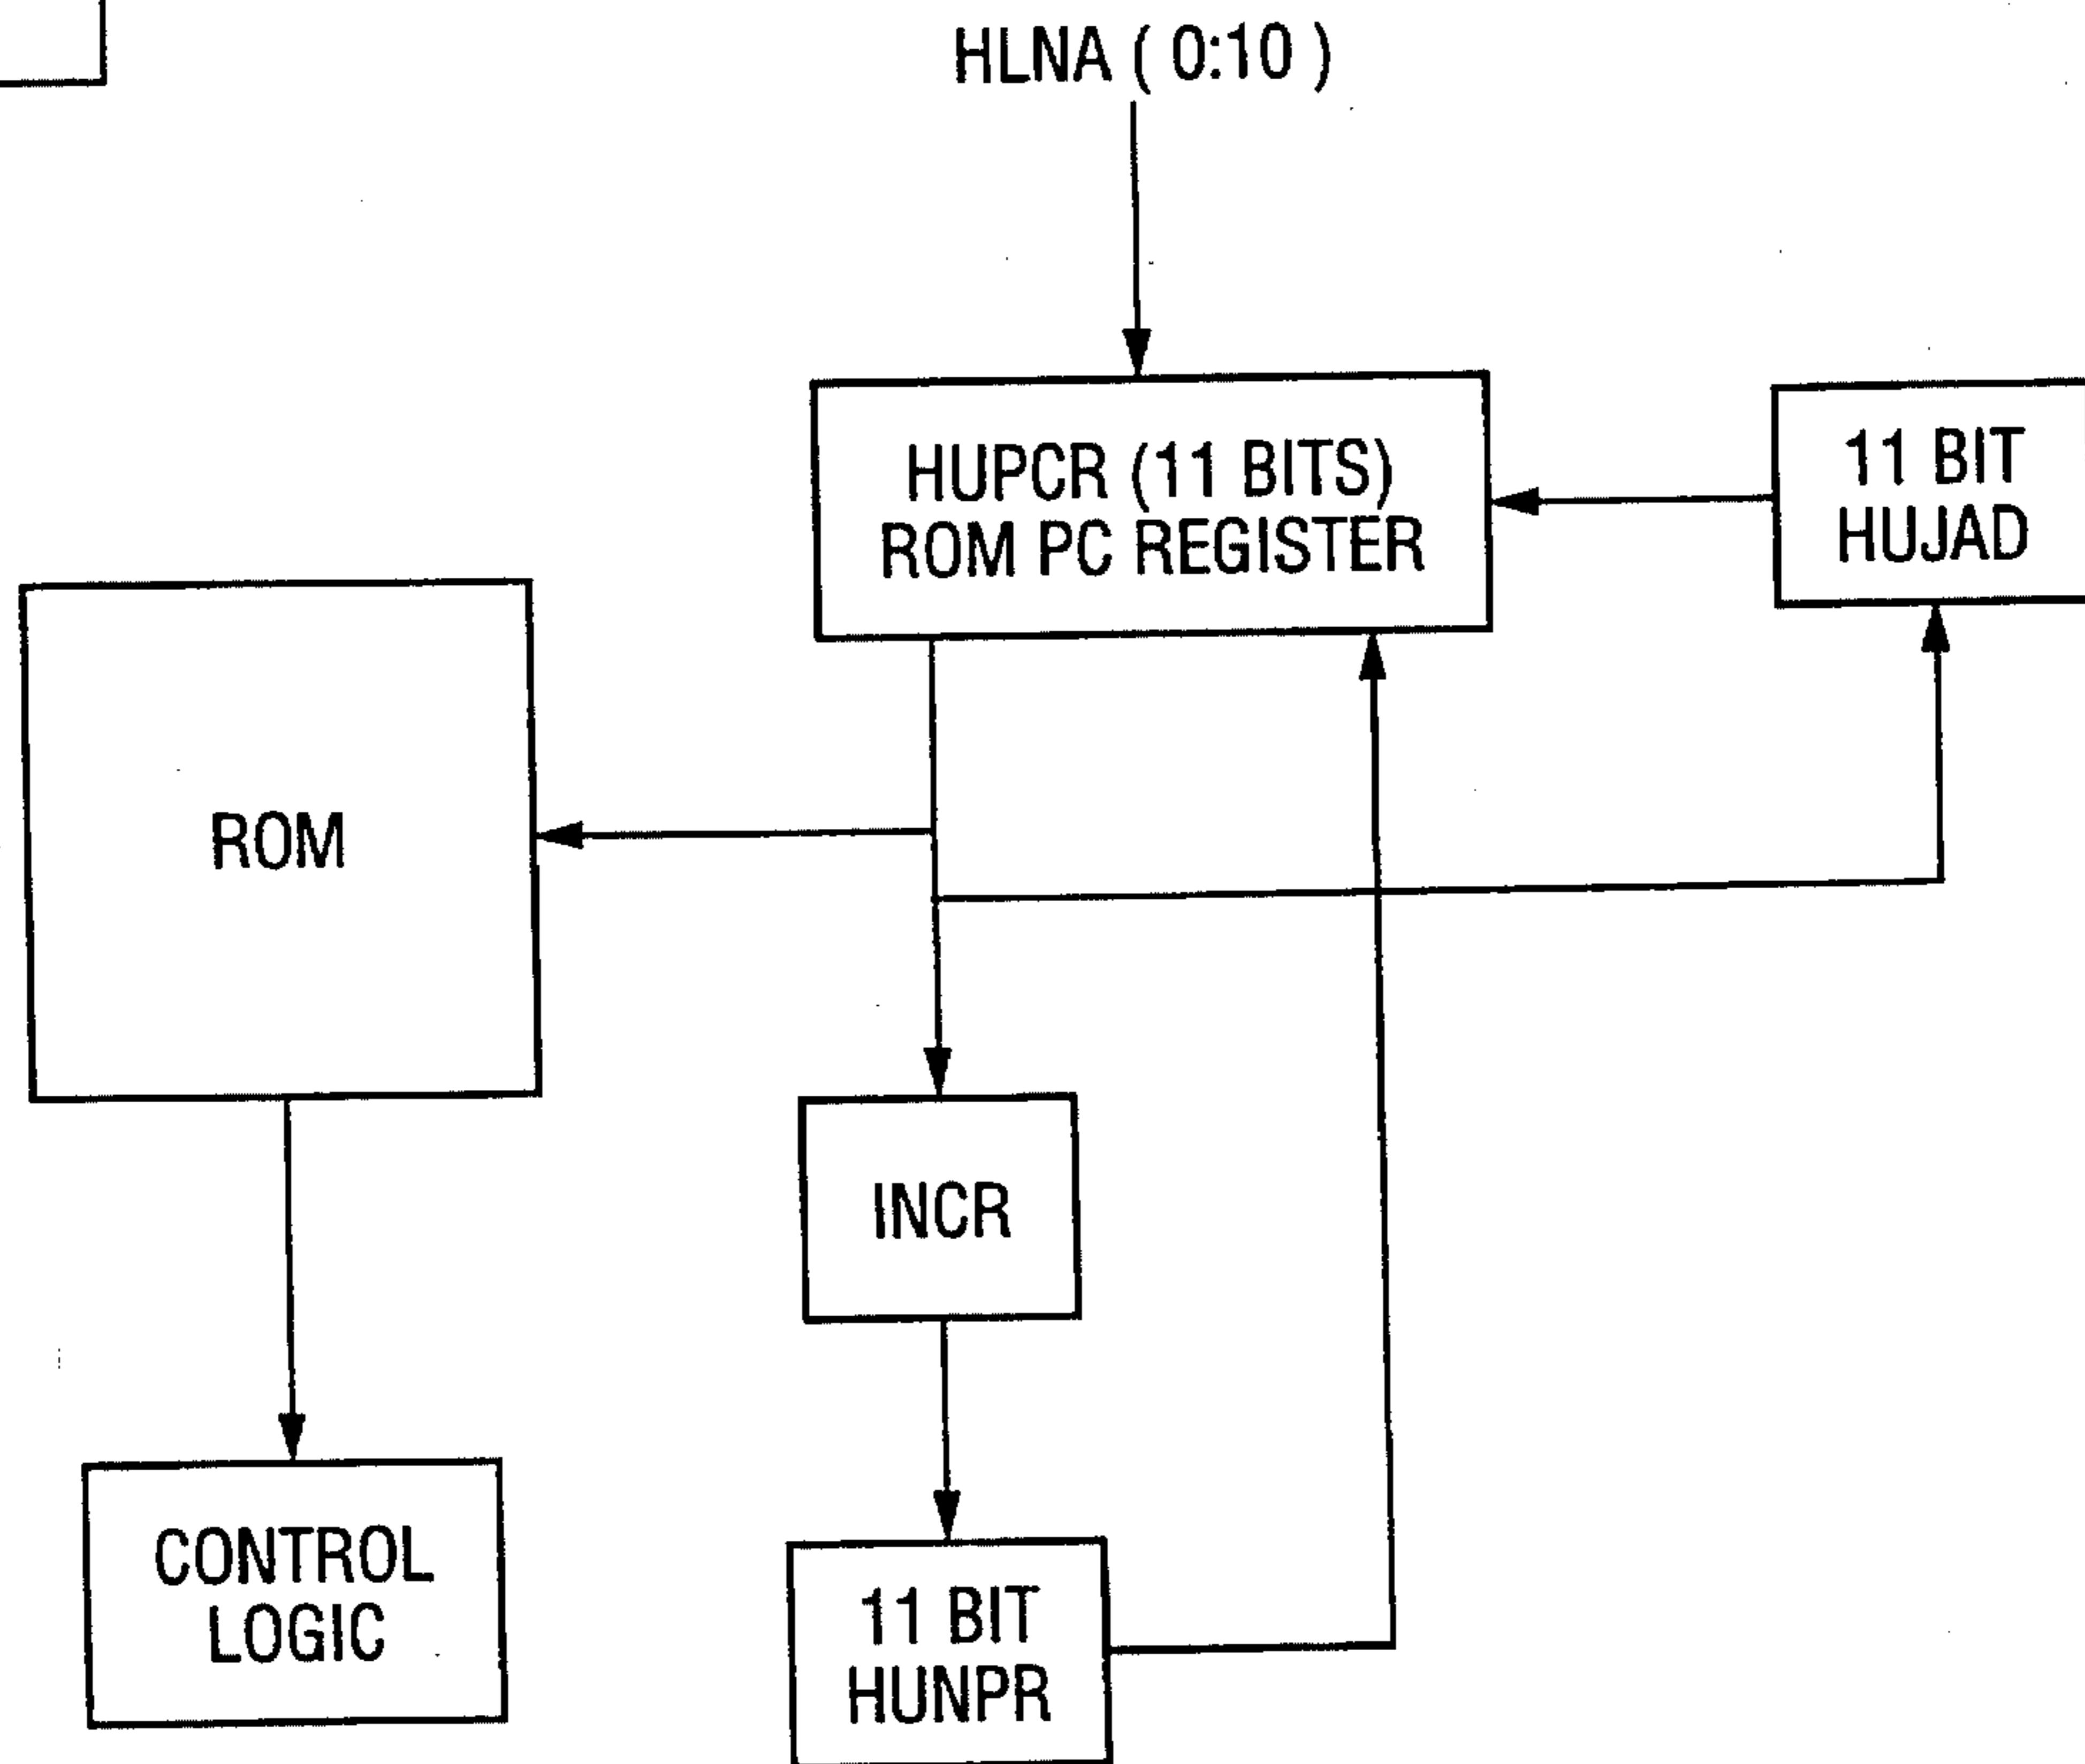 HLNA ( 0:10 )
HUPCR (11 BITS)
ROM PC REGISTER
11 BIT
HUJAD
ROM
INCR
CONTROL
LOGIC
11 BIT
HUNPR